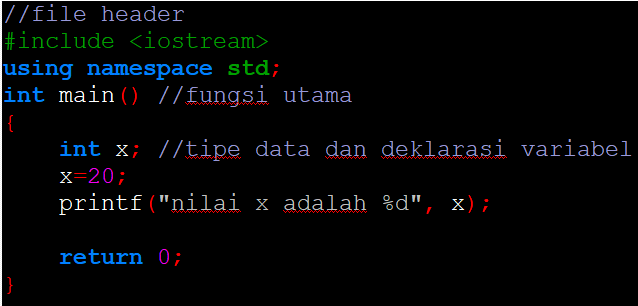 //file header
#include <iostream>
using namespace std;
int main() //fungsi utama
{
    int x; //tipe data dan deklarasi variabel
    x=20;
    printf("nilai x adalah %d", x);
    return 0;
}